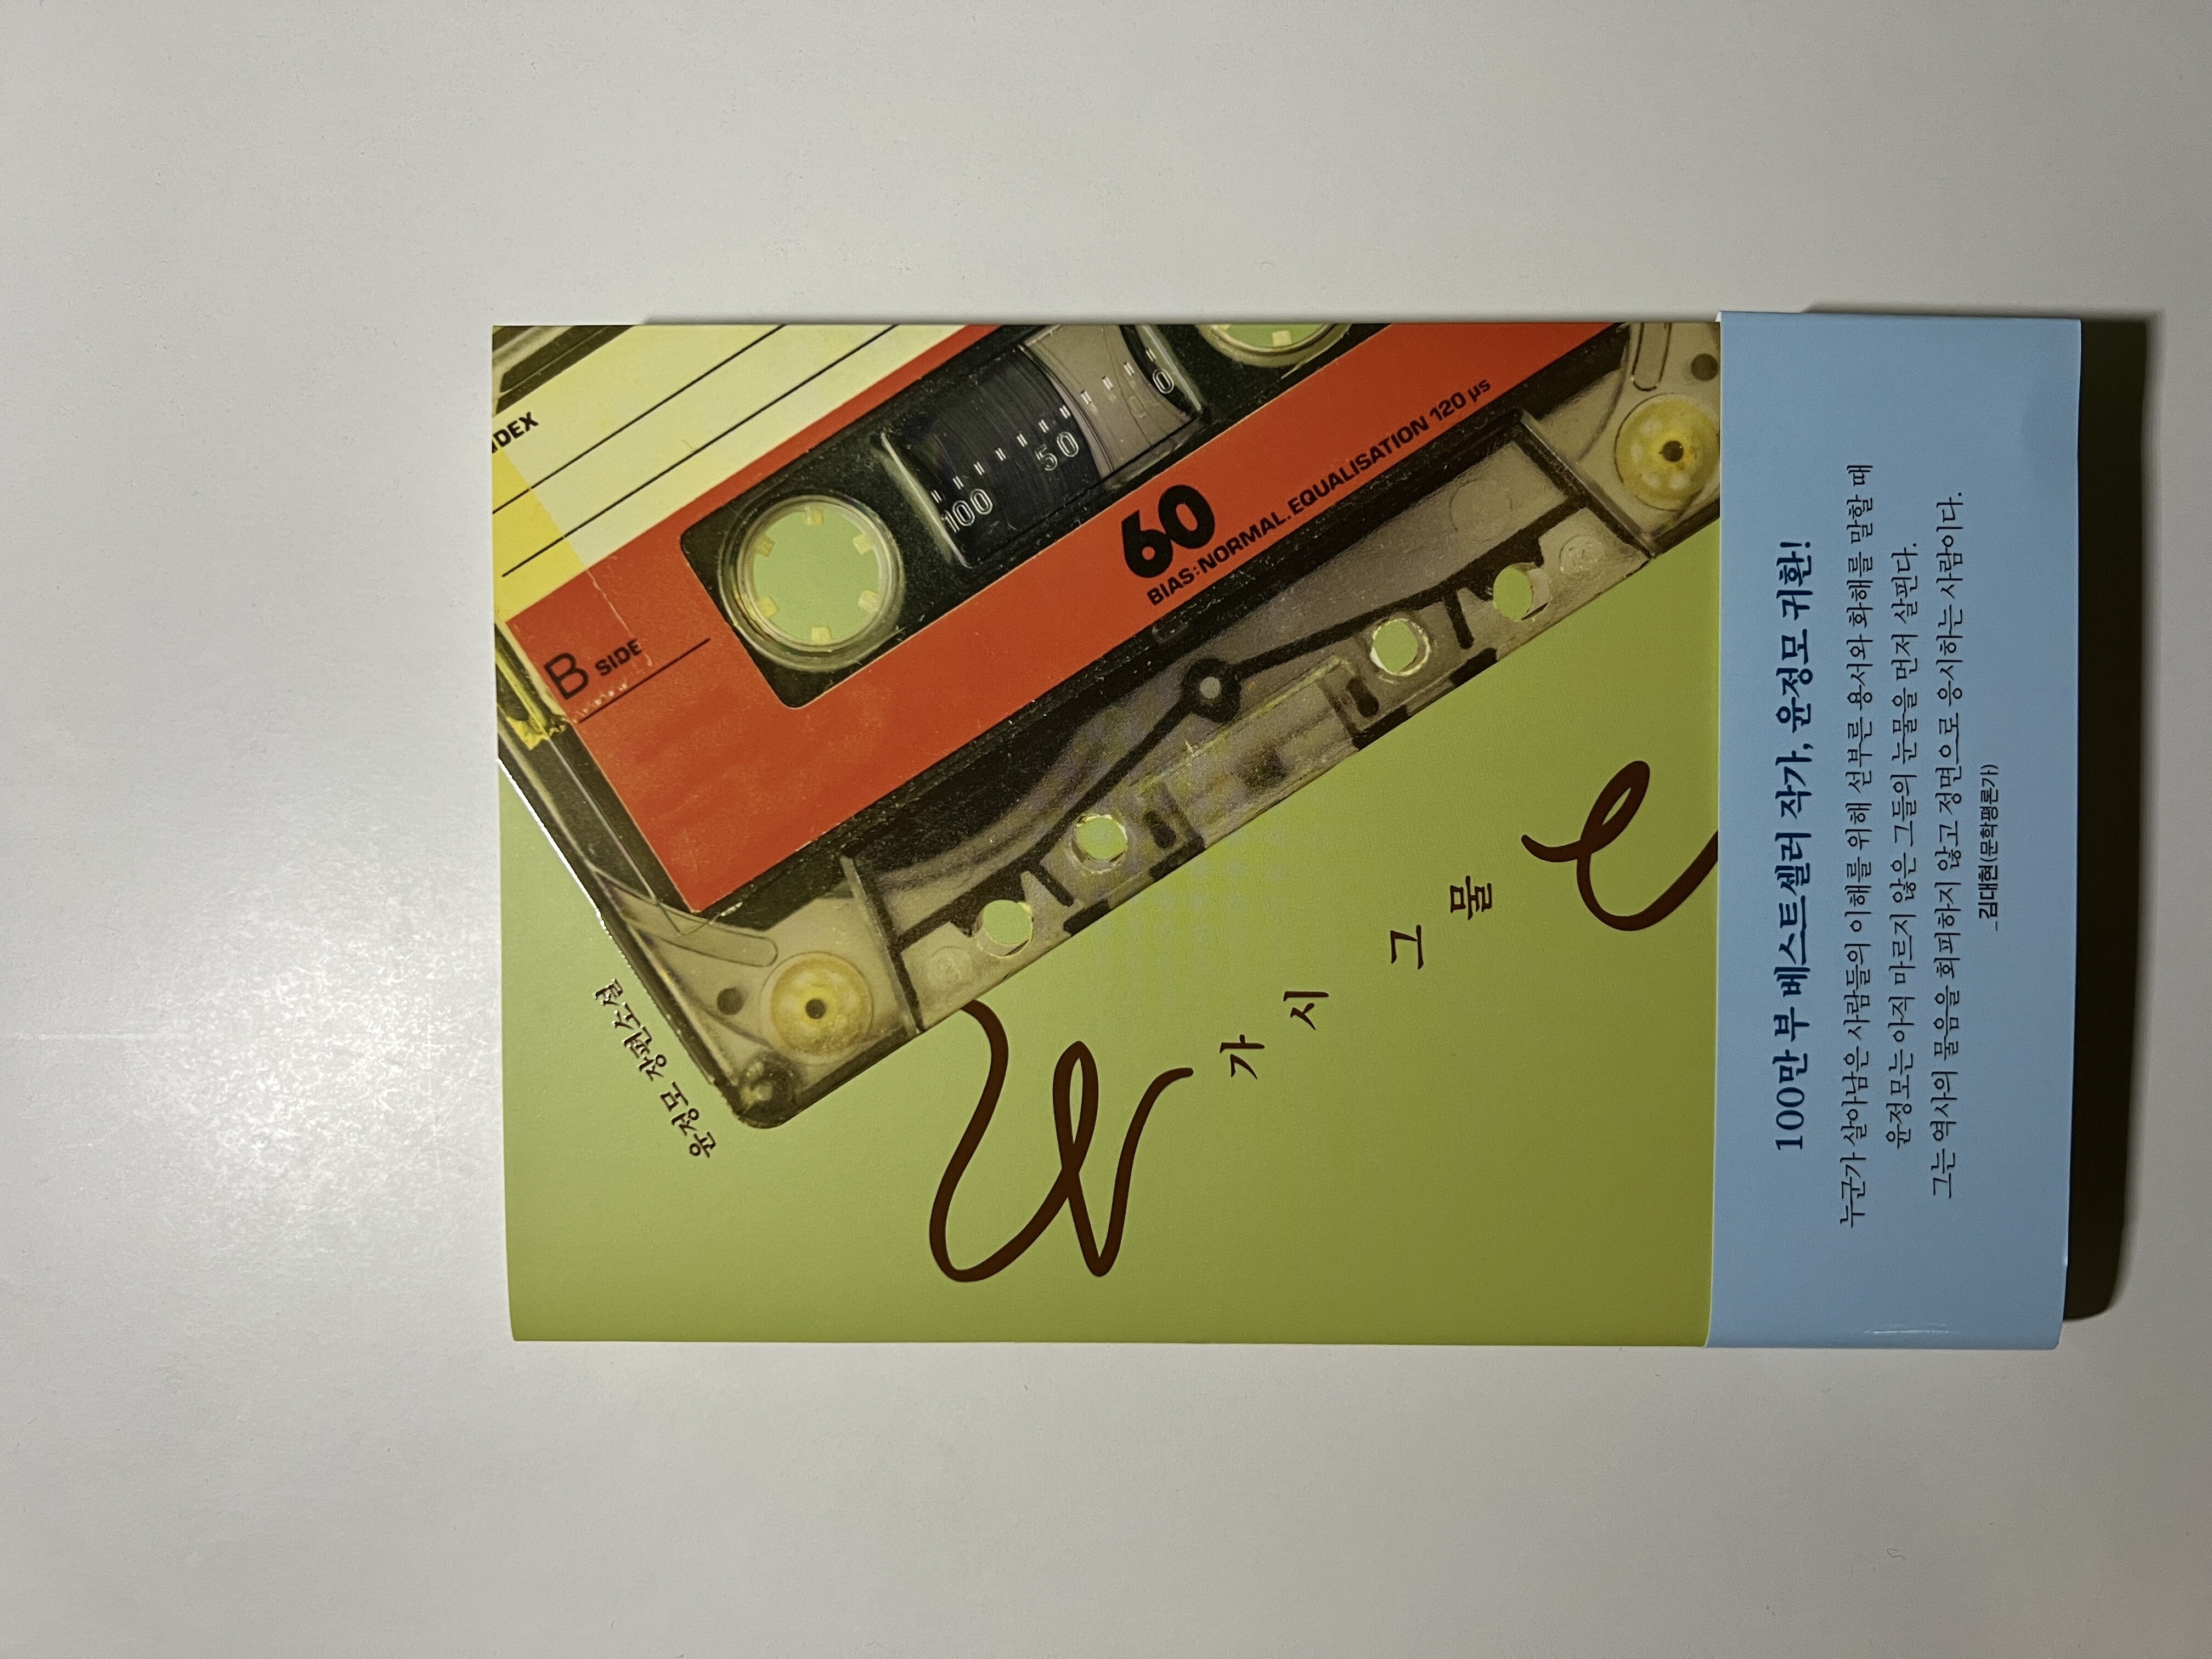 윤정모 장편소설
INDEX
B SIDE
100 50 0
60
BIAS:NORMAL.EQUALISATION 120 µs
가시그물
100만 부 베스트셀러 작가, 윤정모 귀환!
누군가 살아남은 사람들의 이해를 위해 섣부른 용서와 화해를 말할 때
윤정모는 아직 마르지 않은 그들의 눈물을 먼저 살핀다.
그는 역사의 물음을 회피하지 않고 정면으로 응시하는 사람이다.
_김대현(문학평론가)